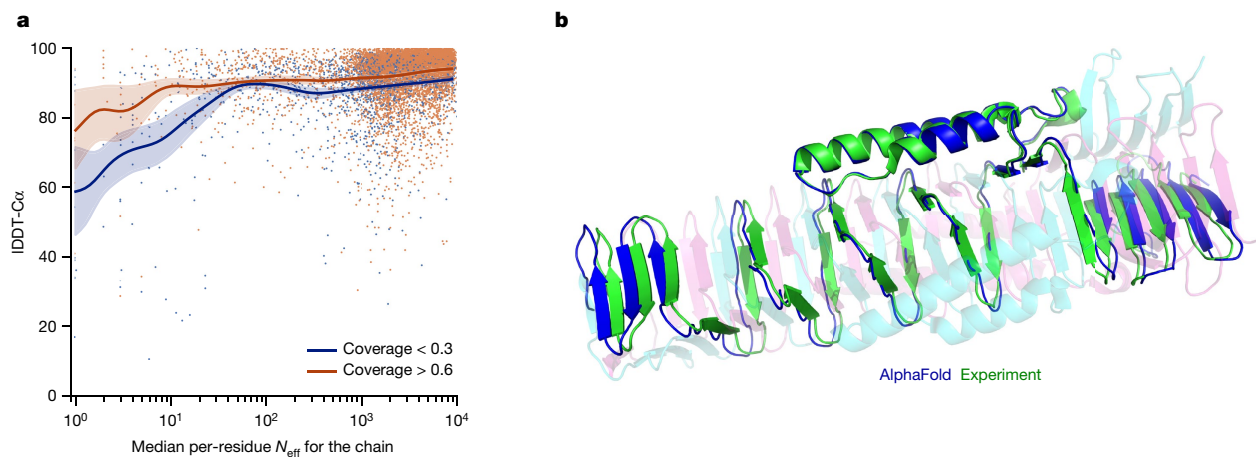 a
100
80
60
40
20
0
lDDT-Cα
Coverage < 0.3
Coverage > 0.6
10⁰ 10¹ 10² 10³ 10⁴
Median per-residue Neff for the chain
b
AlphaFold Experiment